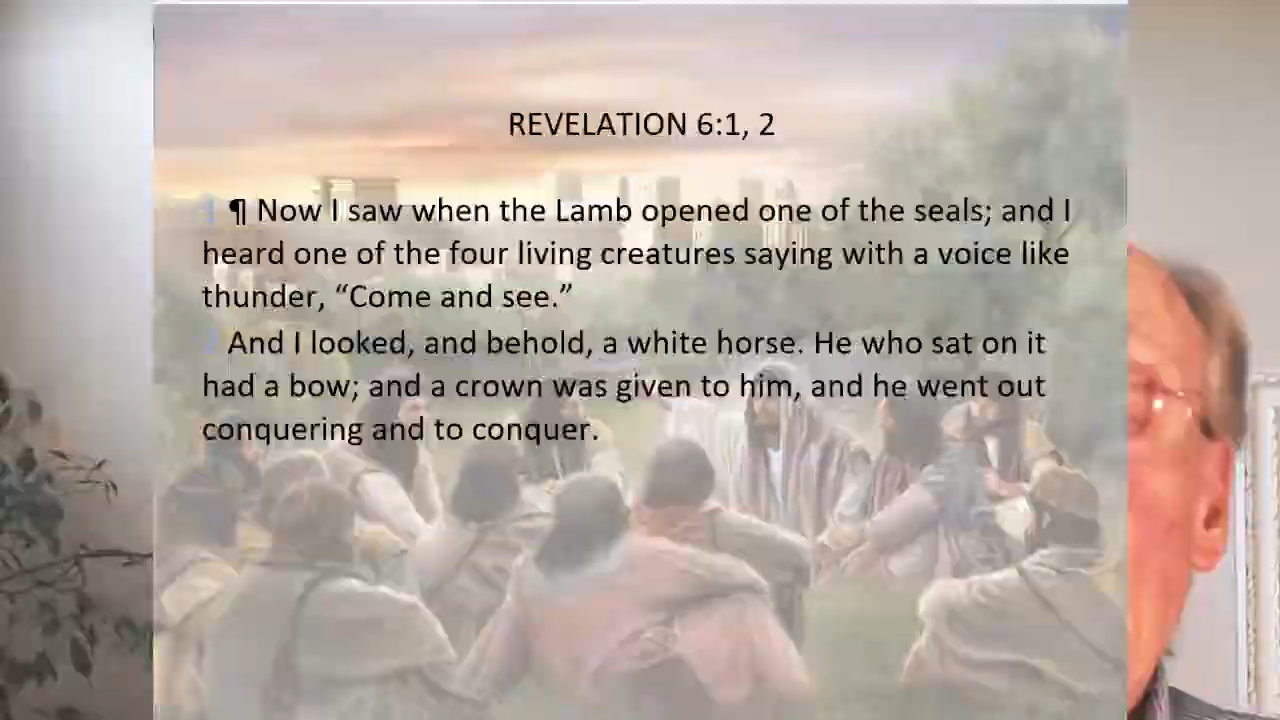 REVELATION 6:1, 2
1 ¶ Now I saw when the Lamb opened one of the seals; and I
heard one of the four living creatures saying with a voice like
thunder, “Come and see.”
2 And I looked, and behold, a white horse. He who sat on it
had a bow; and a crown was given to him, and he went out
conquering and to conquer.